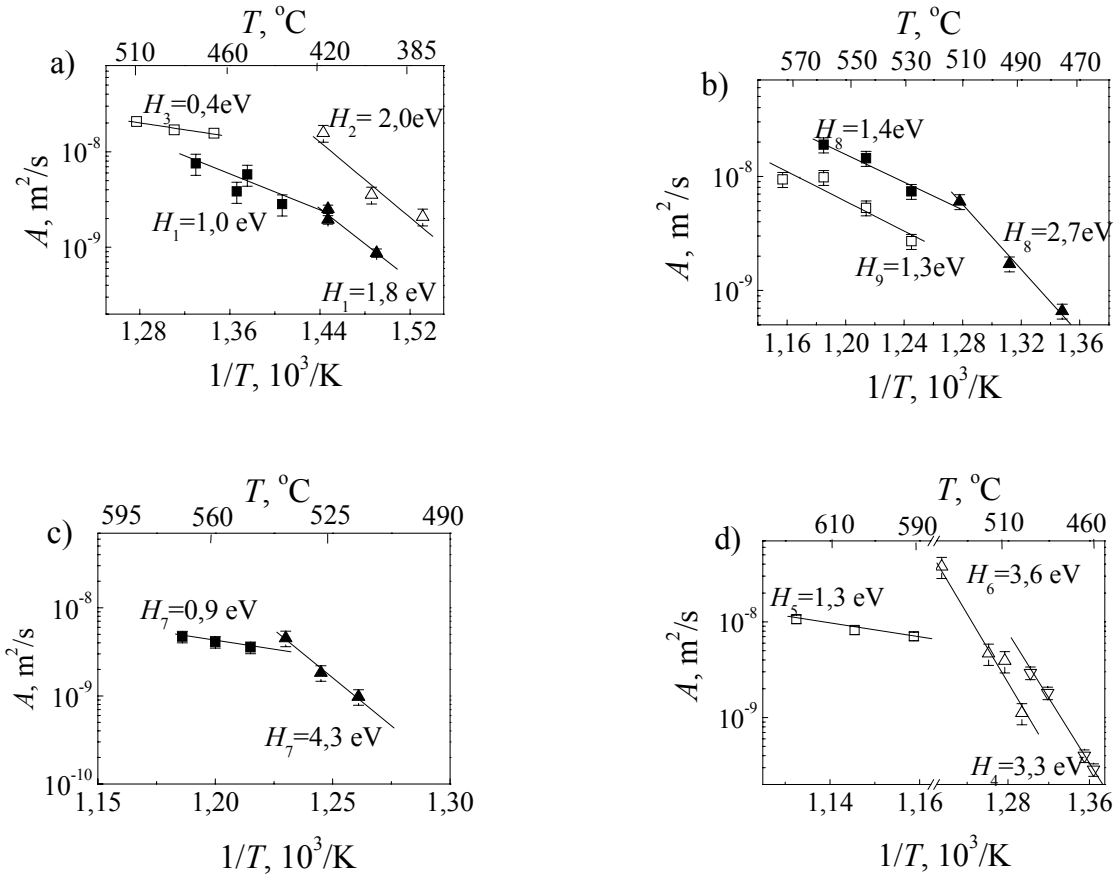 a)
T, °C
510 460 420 385
H₃=0,4eV
H₂ = 2,0eV
H₁=1,0 eV
H₁=1,8 eV
10⁻⁸
10⁻⁹
A, m²/s
1,28 1,36 1,44 1,52
1/T, 10³/K
b)
T, °C
570 550 530 510 490 470
H₈=1,4eV
H₈=2,7eV
H₉=1,3eV
10⁻⁸
10⁻⁹
A, m²/s
1,16 1,20 1,24 1,28 1,32 1,36
1/T, 10³/K
c)
T, °C
595 560 525 490
H₇=0,9 eV
H₇=4,3 eV
10⁻⁸
10⁻⁹
10⁻¹⁰
A, m²/s
1,15 1,20 1,25 1,30
1/T, 10³/K
d)
T, °C
610 590 510 460
H₆=3,6 eV
H₅=1,3 eV
H₄=3,3 eV
10⁻⁸
10⁻⁹
A, m²/s
1,14 1,16 1,28 1,36
1/T, 10³/K